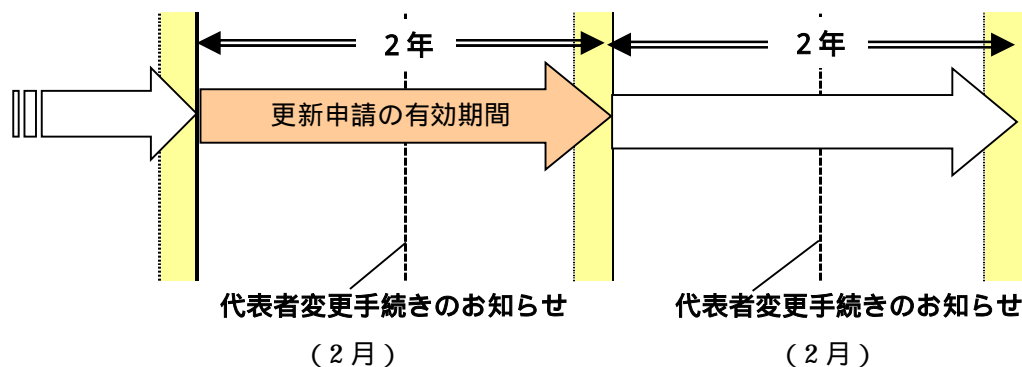 2年 2年
更新申請の有効期間
代表者変更手続きのお知らせ 代表者変更手続きのお知らせ
(2月) (2月)